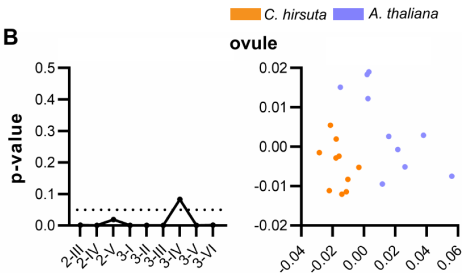 C. hirsuta A. thaliana
B
ovule
p-value
0.5
0.4
0.3
0.2
0.1
0.0
2-III 2-IV 2-V 3-I 3-II 3-III 3-IV 3-V 3-VI
0.02
0.01
0.00
-0.01
-0.02
-0.04 -0.02 0.00 0.02 0.04 0.06